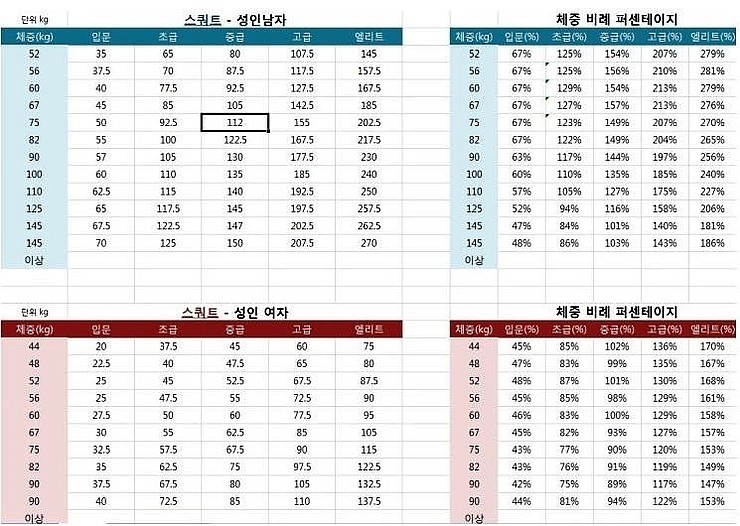 단위 kg 스쿼트 - 성인남자 체중 비례 퍼센테이지
체중(kg) 입문 초급 중급 고급 엘리트 체중(kg) 입문(%) 초급(%) 중급(%) 고급(%) 엘리트(%)
52 35 65 80 107.5 145 52 67% 125% 154% 207% 279%
56 37.5 70 87.5 117.5 157.5 56 67% 125% 156% 210% 281%
60 40 77.5 92.5 127.5 167.5 60 67% 129% 154% 213% 279%
67 45 85 105 142.5 185 67 67% 127% 157% 213% 276%
75 50 92.5 112 155 202.5 75 67% 123% 149% 207% 270%
82 55 100 122.5 167.5 217.5 82 67% 122% 149% 204% 265%
90 57 105 130 177.5 230 90 63% 117% 144% 197% 256%
100 60 110 135 185 240 100 60% 110% 135% 185% 240%
110 62.5 115 140 192.5 250 110 57% 105% 127% 175% 227%
125 65 117.5 145 197.5 257.5 125 52% 94% 116% 158% 206%
145 67.5 122.5 147 202.5 262.5 145 47% 84% 101% 140% 181%
145 70 125 150 207.5 270 145 48% 86% 103% 143% 186%
이상 이상
단위 kg 스쿼트 - 성인 여자 체중 비례 퍼센테이지
체중(kg) 입문 초급 중급 고급 엘리트 체중(kg) 입문(%) 초급(%) 중급(%) 고급(%) 엘리트(%)
44 20 37.5 45 60 75 44 45% 85% 102% 136% 170%
48 22.5 40 47.5 65 80 48 47% 83% 99% 135% 167%
52 25 45 52.5 67.5 87.5 52 48% 87% 101% 130% 168%
56 25 47.5 55 72.5 90 56 45% 85% 98% 129% 161%
60 27.5 50 60 77.5 95 60 46% 83% 100% 129% 158%
67 30 55 62.5 85 105 67 45% 82% 93% 127% 157%
75 32.5 57.5 67.5 90 115 75 43% 77% 90% 120% 153%
82 35 62.5 75 97.5 122.5 82 43% 76% 91% 119% 149%
90 37.5 67.5 80 105 132.5 90 42% 75% 89% 117% 147%
90 40 72.5 85 110 137.5 90 44% 81% 94% 122% 153%
이상 이상